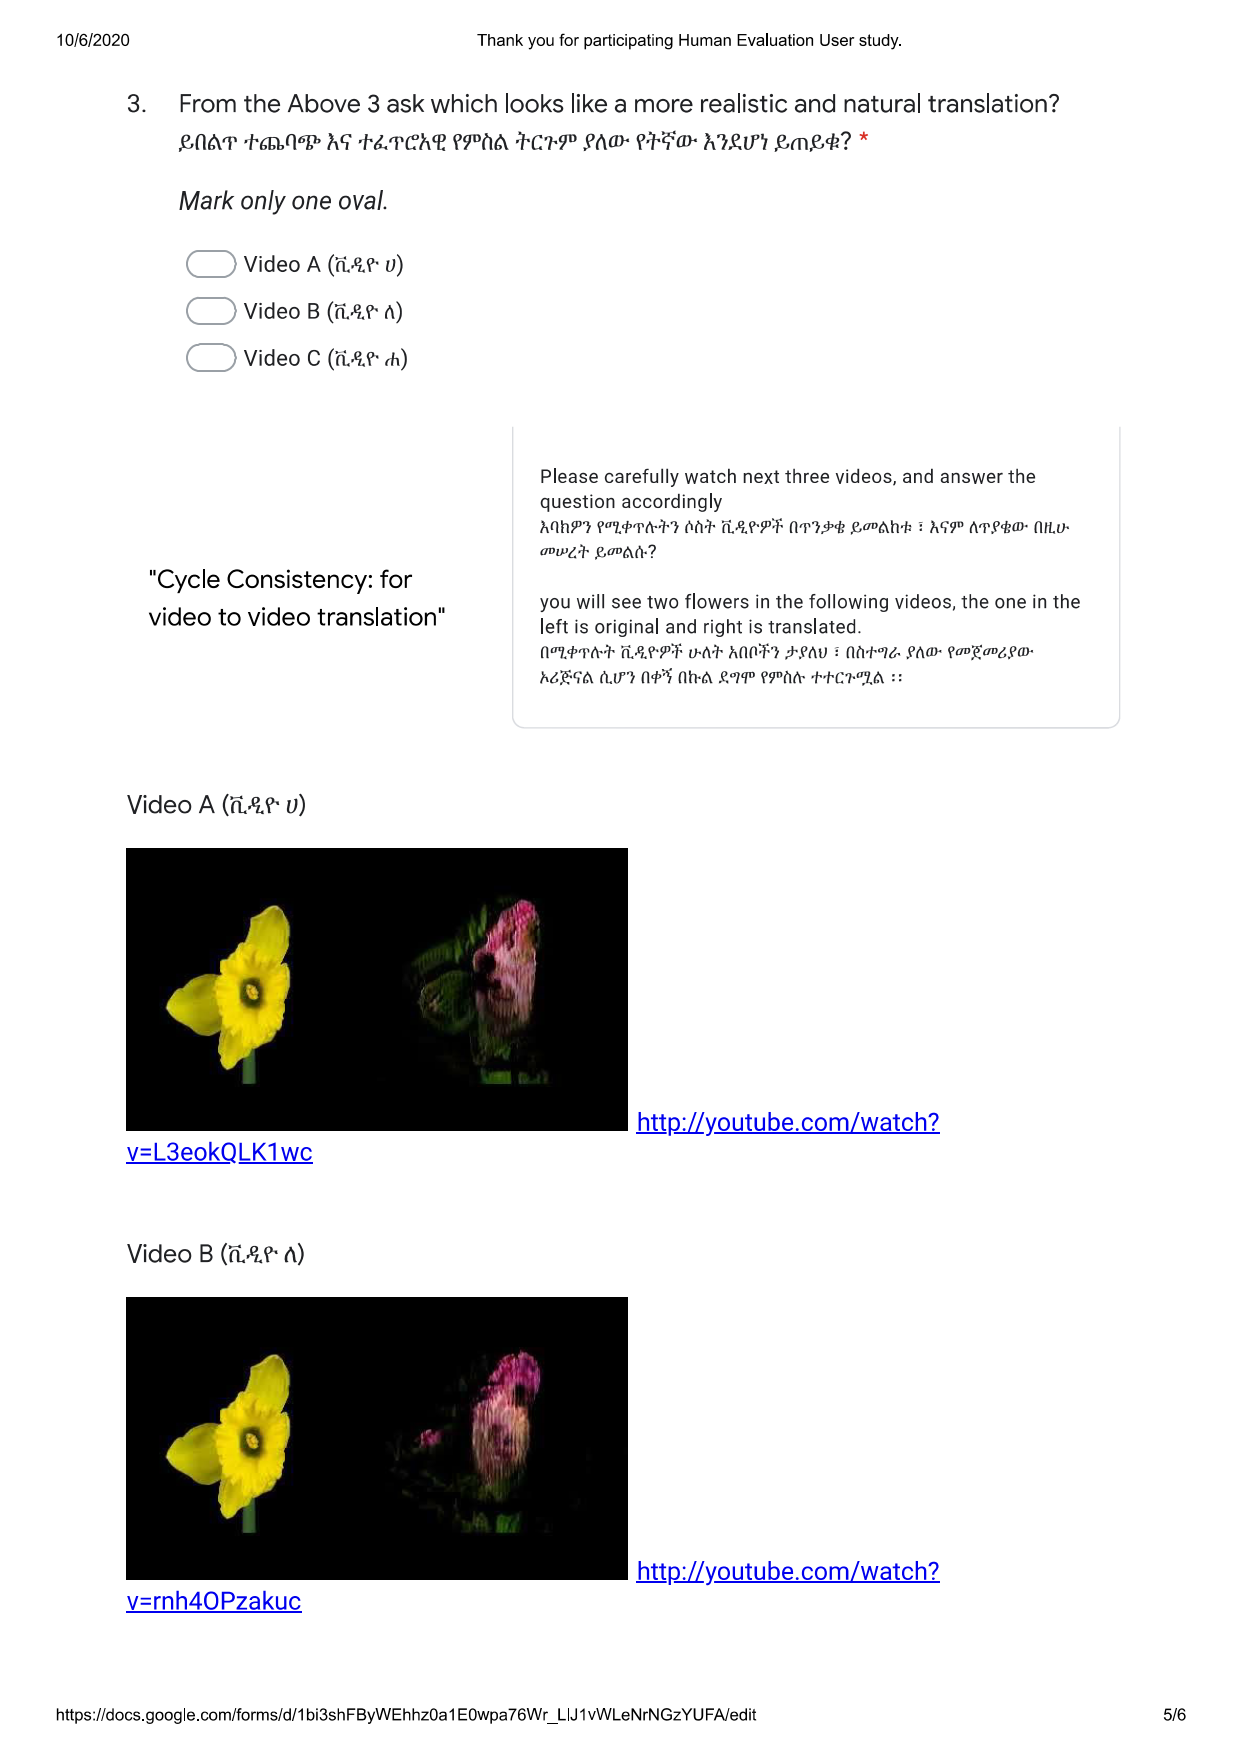 10/6/2020
Thank you for participating Human Evaluation User study.
3. From the Above 3 ask which looks like a more realistic and natural translation?
ይበልጥ ተጨባጭ እና ተፈጥሮአዊ የምስል ትርጉም ያለው የትኛው እንደሆነ ይጠይቁ? *
Mark only one oval.
Video A (ቪዲዮ ሀ)
Video B (ቪዲዮ ለ)
Video C (ቪዲዮ ሐ)
"Cycle Consistency: for
video to video translation"
Please carefully watch next three videos, and answer the
question accordingly
እባክዎን የሚቀጥሉትን ሶስት ቪዲዮዎች በጥንቃቄ ይመልከቱ ፣ እናም ለጥያቄው በዚሁ
መሠረት ይመልሱ?
you will see two flowers in the following videos, the one in the
left is original and right is translated.
በሚቀጥሉት ቪዲዮዎች ሁለት አበቦችን ታያለህ ፣ በስተግራ ያለው የመጀመሪያው
ኦሪጅናል ሲሆን በቀኝ በኩል ደግሞ የምስሉ ተተርጉሟል ፡፡
Video A (ቪዲዮ ሀ)
http://youtube.com/watch?
v=L3eokQLK1wc
Video B (ቪዲዮ ለ)
http://youtube.com/watch?
v=rnh4OPzakuc
https://docs.google.com/forms/d/1bi3shFByWEhhz0a1E0wpa76Wr_LIJ1vWLeNrNGzYUFA/edit
5/6